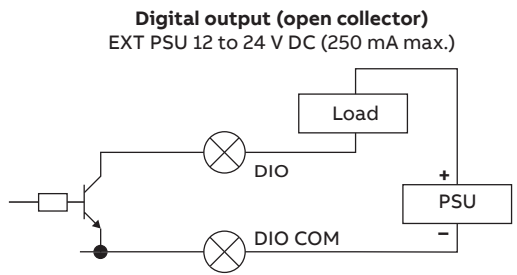 Digital output (open collector)
EXT PSU 12 to 24 V DC (250 mA max.)
Load
DIO
+
PSU
–
DIO COM